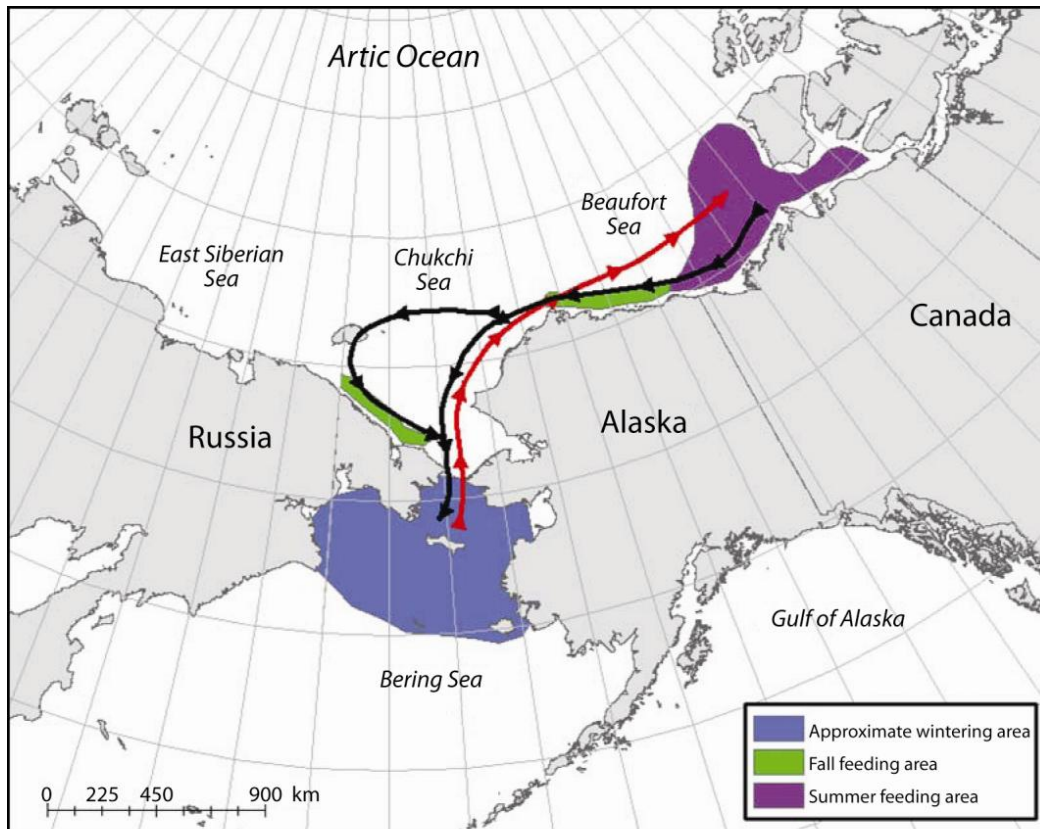 Artic Ocean
Beaufort
Sea
East Siberian
Sea
Chukchi
Sea
Canada
Russia
Alaska
Gulf of Alaska
Bering Sea
Approximate wintering area
Fall feeding area
Summer feeding area
0 225 450 900 km